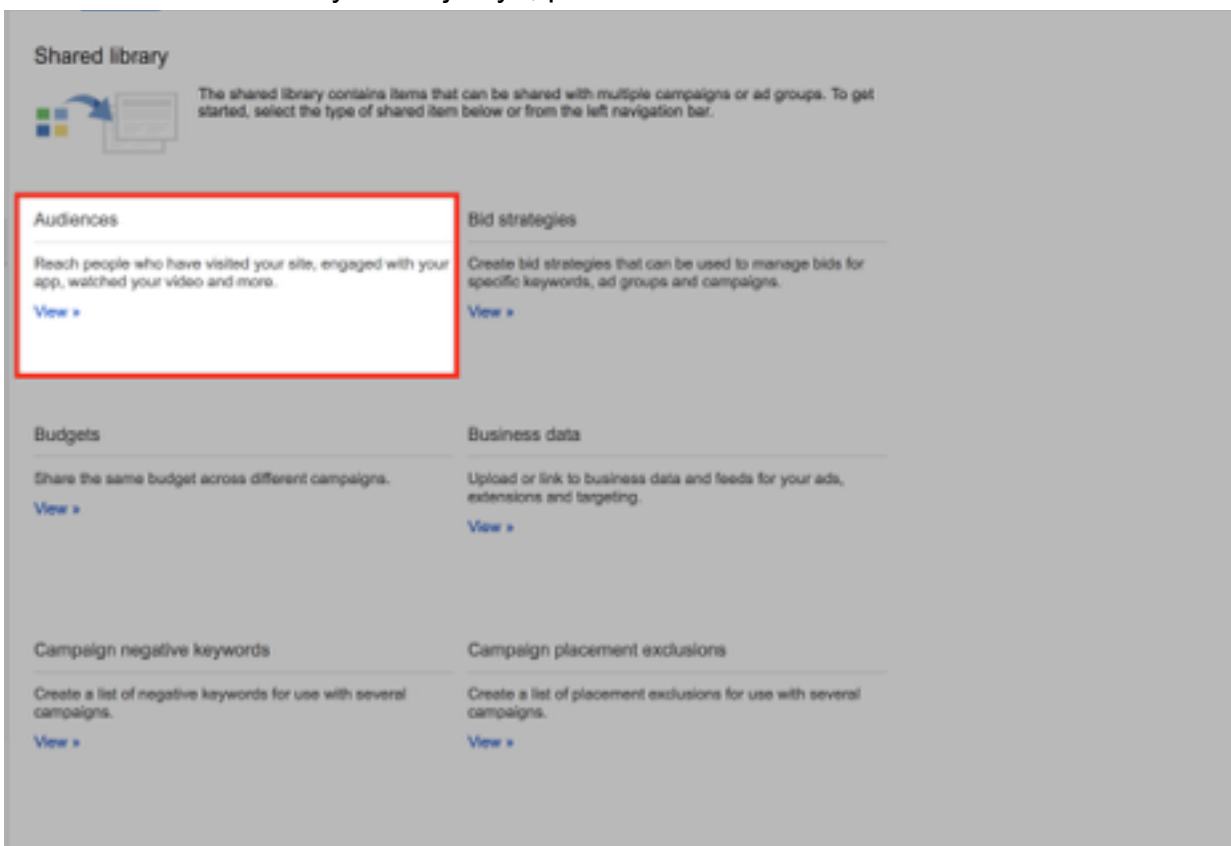 Shared library
The shared library contains items that can be shared with multiple campaigns or ad groups. To get
started, select the type of shared item below or from the left navigation bar.
Audiences
Reach people who have visited your site, engaged with your
app, watched your video and more.
View »
Bid strategies
Create bid strategies that can be used to manage bids for
specific keywords, ad groups and campaigns.
View »
Budgets
Share the same budget across different campaigns.
View »
Business data
Upload or link to business data and feeds for your ads,
extensions and targeting.
View »
Campaign negative keywords
Create a list of negative keywords for use with several
campaigns.
View »
Campaign placement exclusions
Create a list of placement exclusions for use with several
campaigns.
View »